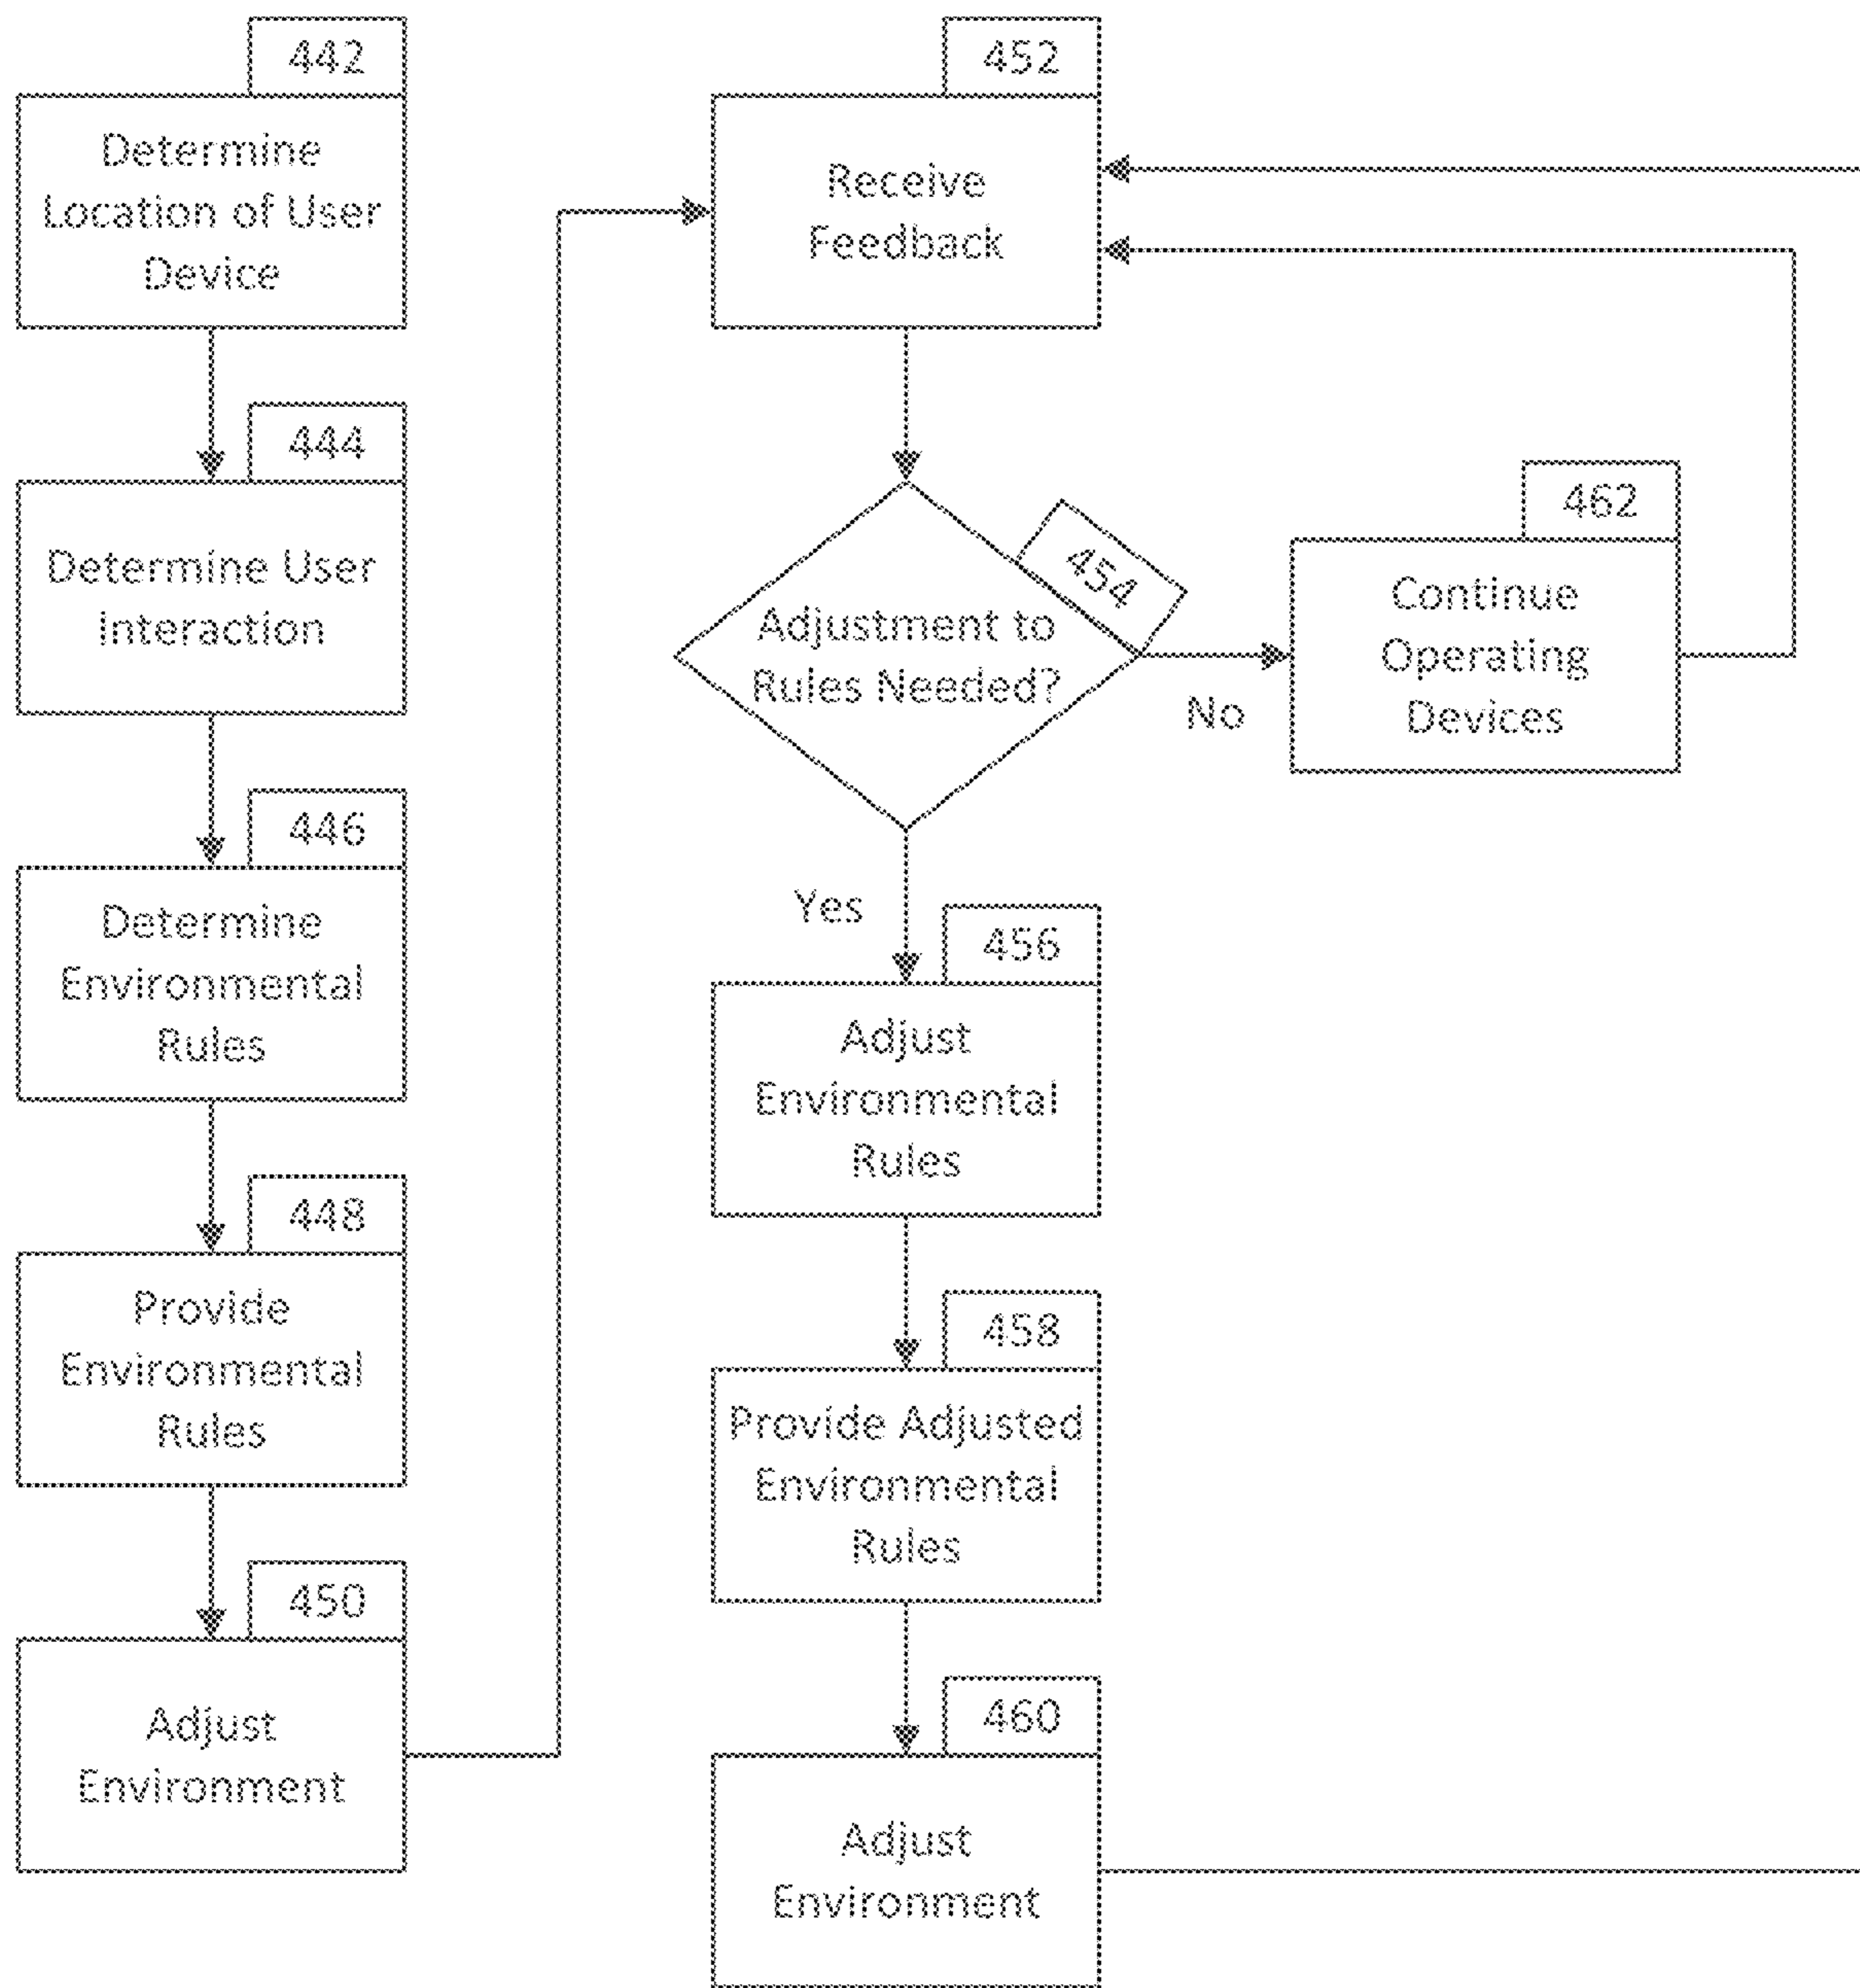 442
Determine
Location of User
Device
444
Determine User
Interaction
446
Determine
Environmental
Rules
448
Provide
Environmental
Rules
450
Adjust
Environment
452
Receive
Feedback
454
Adjustment to
Rules Needed?
No
462
Continue
Operating
Devices
Yes
456
Adjust
Environmental
Rules
458
Provide Adjusted
Environmental
Rules
460
Adjust
Environment